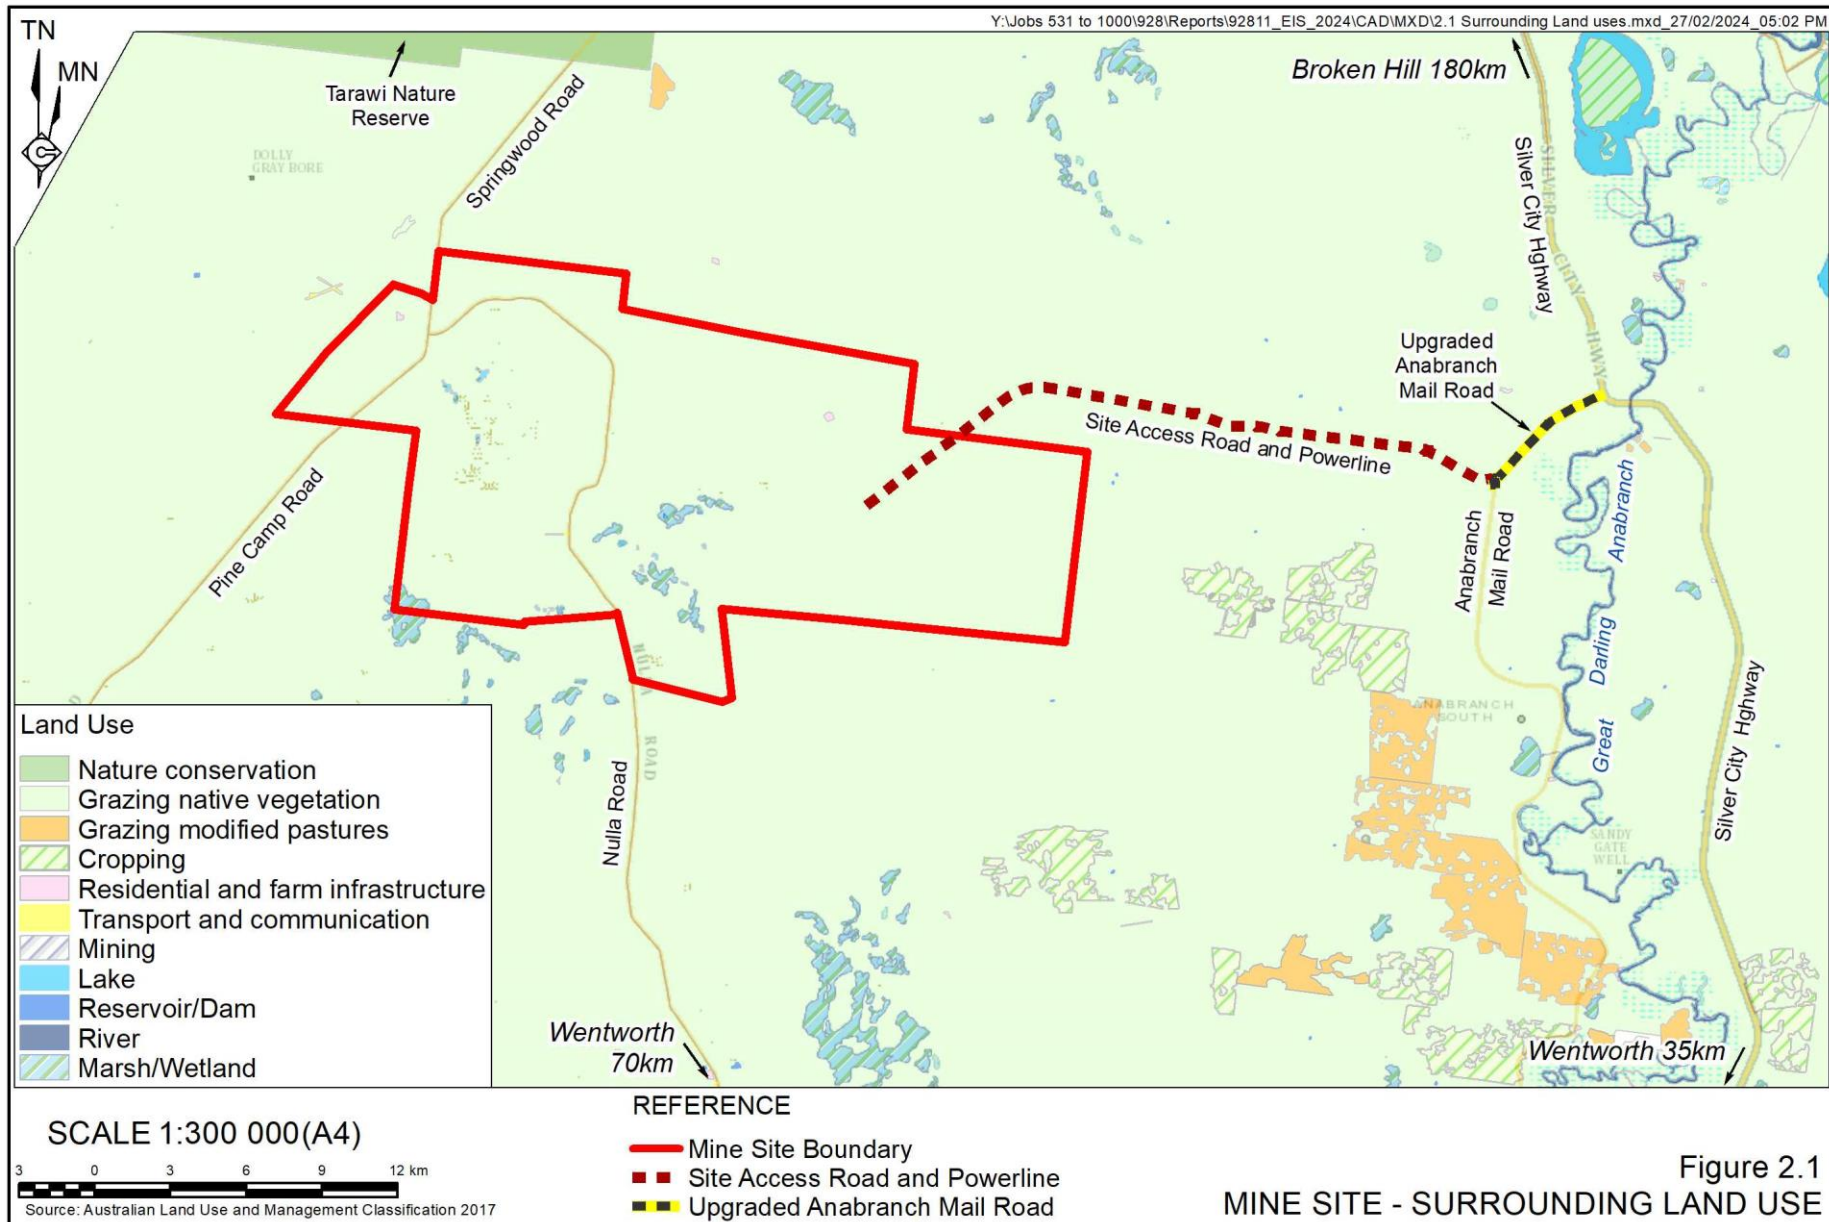 Y:\Jobs 531 to 1000\928\Reports\92811_EIS_2024\CAD\MXD\2.1 Surrounding Land uses.mxd_27/02/2024_05:02 PM
TN
MN
Tarawi Nature
Reserve
Springwood Road
DOLLY
GRAY BORE
Broken Hill 180km
Silver City Hghway
SILVER CITY HWY
Upgraded
Anabranch
Mail Road
Site Access Road and Powerline
Pine Camp Road
Anabranch
Mail Road
Great Darling Anabranch
ANABRANCH
SOUTH
Silver City Hghway
SANDY
GATE
WELL
NULLA ROAD
Nulla Road
D
Wentworth
70km
Wentworth 35km
Land Use
Nature conservation
Grazing native vegetation
Grazing modified pastures
Cropping
Residential and farm infrastructure
Transport and communication
Mining
Lake
Reservoir/Dam
River
Marsh/Wetland
SCALE 1:300 000(A4)
3 0 3 6 9 12 km
Source: Australian Land Use and Management Classification 2017
REFERENCE
Mine Site Boundary
Site Access Road and Powerline
Upgraded Anabranch Mail Road
Figure 2.1
MINE SITE - SURROUNDING LAND USE